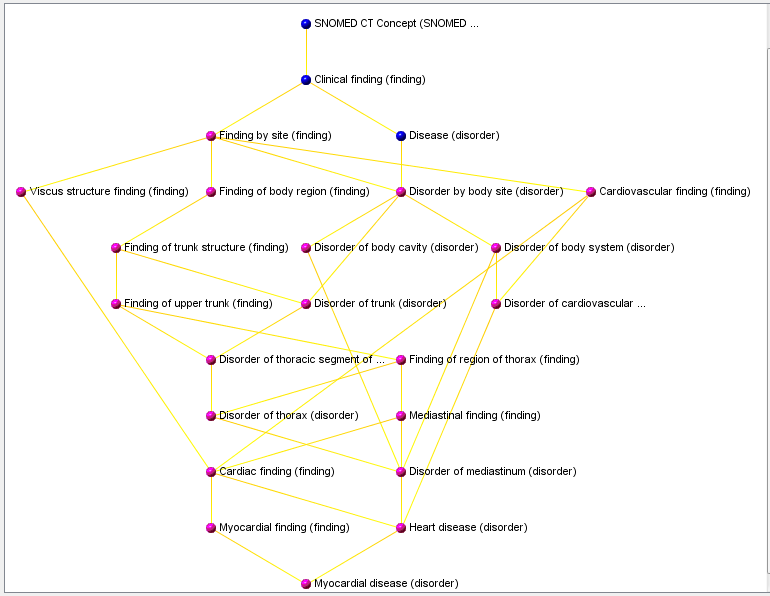 SNOMED CT Concept (SNOMED ...
Clinical finding (finding)
Finding by site (finding)
Disease (disorder)
Viscus structure finding (finding)
Finding of body region (finding)
Disorder by body site (disorder)
Cardiovascular finding (finding)
Finding of trunk structure (finding)
Disorder of body cavity (disorder)
Disorder of body system (disorder)
Finding of upper trunk (finding)
Disorder of trunk (disorder)
Disorder of cardiovascular ...
Disorder of thoracic segment of ...
Finding of region of thorax (finding)
Disorder of thorax (disorder)
Mediastinal finding (finding)
Cardiac finding (finding)
Disorder of mediastinum (disorder)
Myocardial finding (finding)
Heart disease (disorder)
Myocardial disease (disorder)